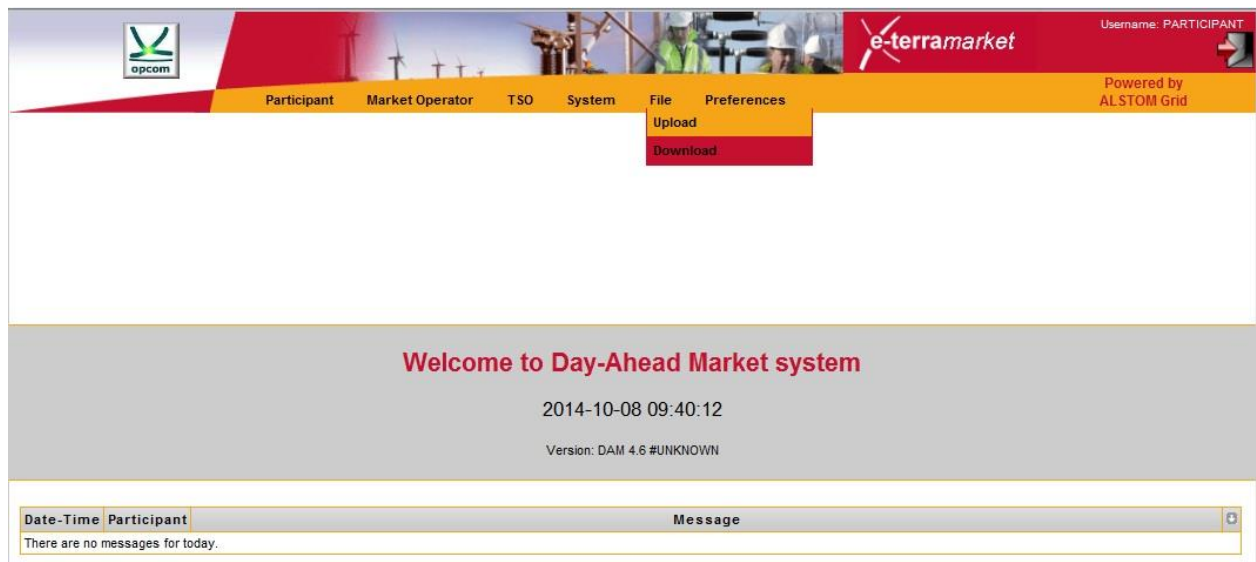 opcom
e-terramarket
Username: PARTICIPANT
Powered by
ALSTOM Grid
Participant Market Operator TSO System File Preferences
Upload
Download
Welcome to Day-Ahead Market system
2014-10-08 09:40:12
Version: DAM 4.6 #UNKNOWN
Date-Time Participant Message
There are no messages for today.